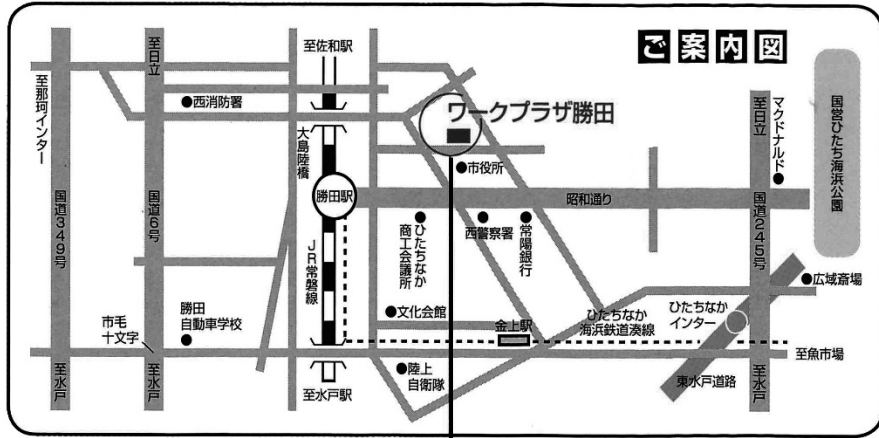 ご案内図
至佐和駅
至那珂インター
至日立
●西消防署
大島陸橋
ワークプラザ勝田
●市役所
至日立
マクドナルド
国営ひたち海浜公園
勝田駅
昭和通り
国道349号
国道6号
JR常磐線
ひたちなか
商工会議所
西警察署
常陽銀行
国道245号
●広域斎場
勝田
自動車学校
市毛
十文字
●文化会館
金上駅
ひたちなか
海浜鉄道湊線
ひたちなか
インター
至魚市場
至水戸
至水戸
至水戸駅
●陸上
自衛隊
東水戸道路
至水戸